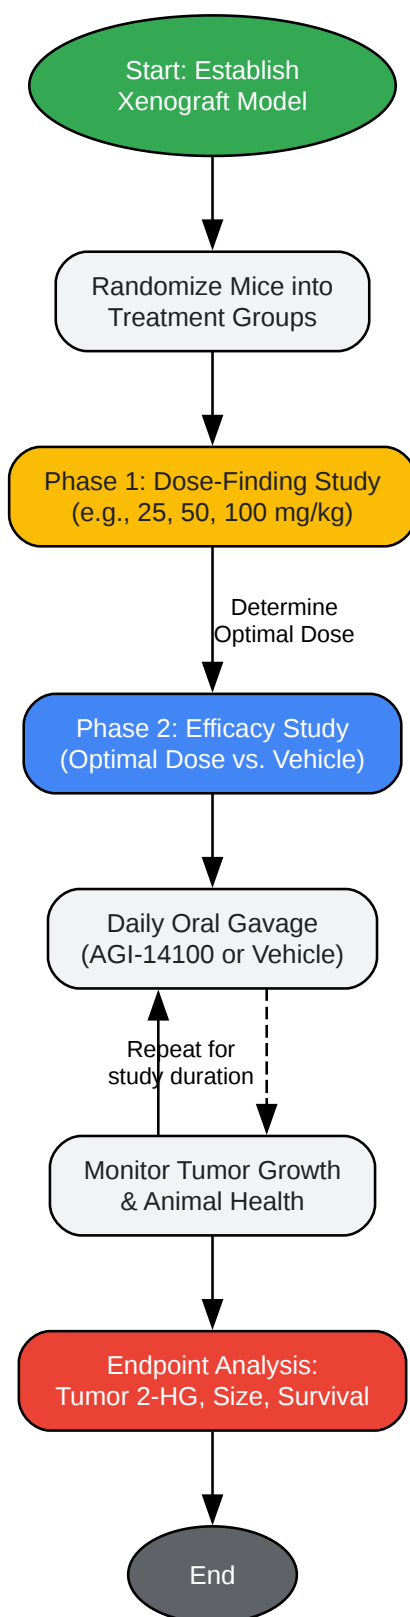 Start: Establish
Xenograft Model
Randomize Mice into
Treatment Groups
Phase 1: Dose-Finding Study
(e.g., 25, 50, 100 mg/kg)
Determine
Optimal Dose
Phase 2: Efficacy Study
(Optimal Dose vs. Vehicle)
Daily Oral Gavage
(AGI-14100 or Vehicle)
Repeat for
study duration
Monitor Tumor Growth
& Animal Health
Endpoint Analysis:
Tumor 2-HG, Size, Survival
End